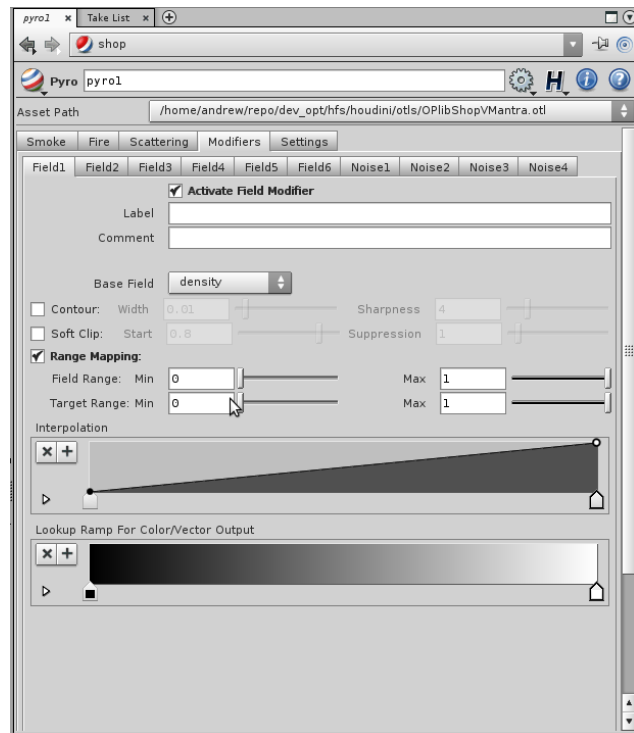 pyro1 x Take List x
shop
Pyro pyro1 H i ?
Asset Path /home/andrew/repo/dev_opt/hfs/houdini/otls/OPlibShopVMantra.otl
Smoke Fire Scattering Modifiers Settings
Field1 Field2 Field3 Field4 Field5 Field6 Noise1 Noise2 Noise3 Noise4
Activate Field Modifier
Label
Comment
Base Field density
Contour: Width 0.01 Sharpness 4
Soft Clip: Start 0.8 Suppression 1
Range Mapping:
Field Range: Min 0 Max 1
Target Range: Min 0 Max 1
Interpolation
x +
Lookup Ramp For Color/Vector Output
x +